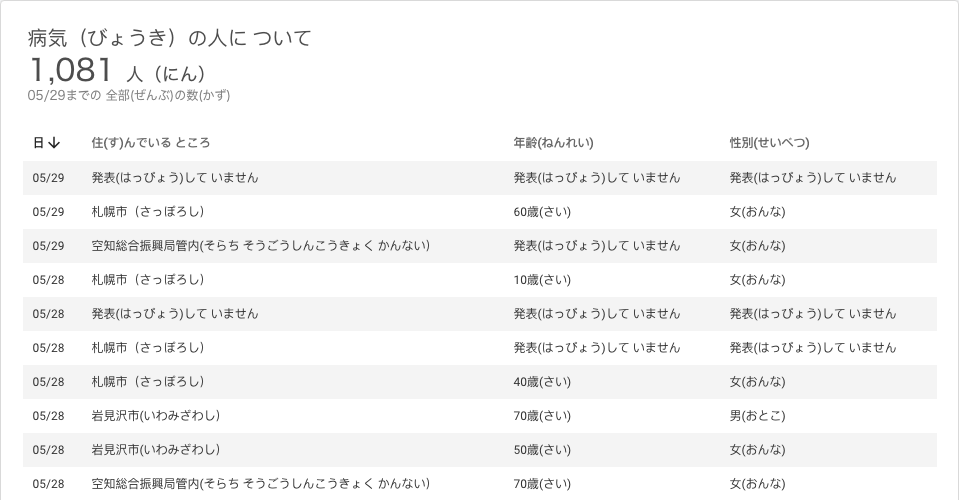 病気（びょうき）の人に ついて
1,081 人（にん）
05/29までの 全部(ぜんぶ)の数(かず)
日↓ 住(す)んでいる ところ 年齢(ねんれい) 性別(せいべつ)
05/29 発表(はっぴょう)して いません 発表(はっぴょう)して いません 発表(はっぴょう)して いません
05/29 札幌市（さっぽろし） 60歳(さい) 女(おんな)
05/29 空知総合振興局管内(そらち そうごうしんこうきょく かんない） 発表(はっぴょう)して いません 女(おんな)
05/28 札幌市（さっぽろし） 10歳(さい) 女(おんな)
05/28 発表(はっぴょう)して いません 発表(はっぴょう)して いません 発表(はっぴょう)して いません
05/28 札幌市（さっぽろし） 発表(はっぴょう)して いません 発表(はっぴょう)して いません
05/28 札幌市（さっぽろし） 40歳(さい) 女(おんな)
05/28 岩見沢市(いわみざわし） 70歳(さい) 男(おとこ)
05/28 岩見沢市(いわみざわし） 50歳(さい) 女(おんな)
05/28 空知総合振興局管内(そらち そうごうしんこうきょく かんない） 70歳(さい) 女(おんな)